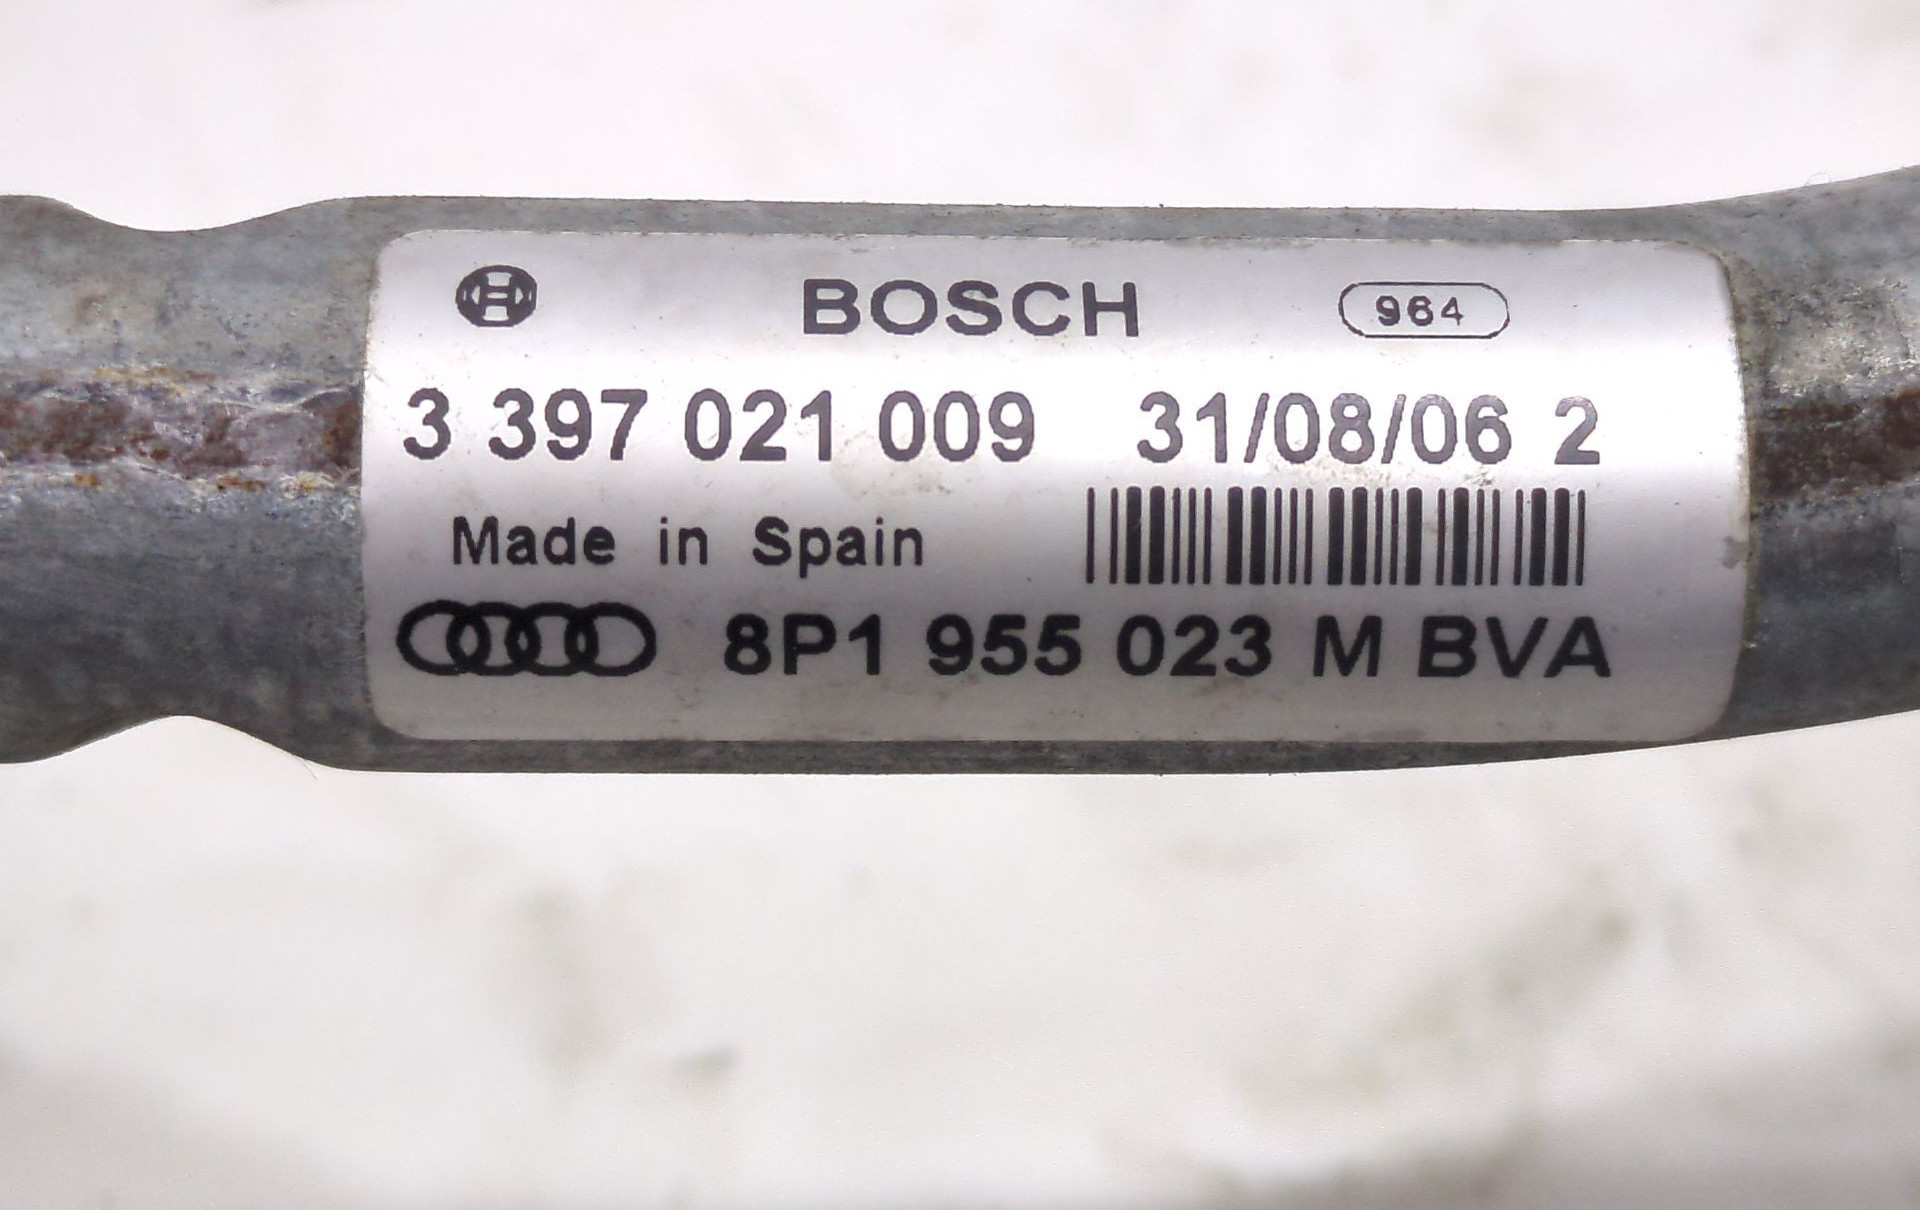 BOSCH 964
3 397 021 009 31/08/06 2
Made in Spain
8P1 955 023 M BVA